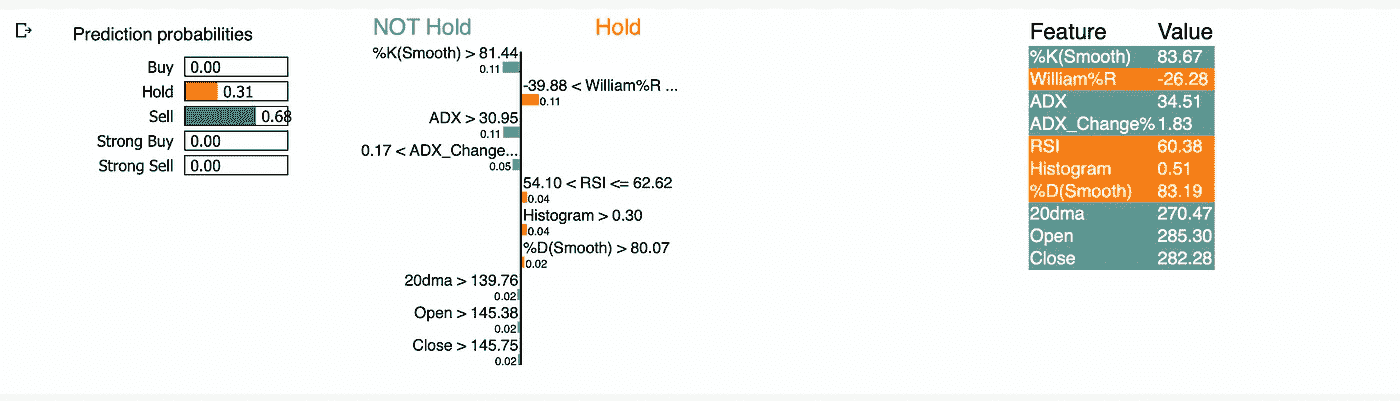 Prediction probabilities
Buy 0.00
Hold 0.31
Sell 0.68
Strong Buy 0.00
Strong Sell 0.00
NOT Hold Hold
%K(Smooth) > 81.44
0.11
-39.88 < William%R ...
0.11
ADX > 30.95
0.11
0.17 < ADX_Change...
0.05
54.10 < RSI <= 62.62
0.04
Histogram > 0.30
0.04
%D(Smooth) > 80.07
0.02
20dma > 139.76
0.02
Open > 145.38
0.02
Close > 145.75
0.02
Feature Value
%K(Smooth) 83.67
William%R -26.28
ADX 34.51
ADX_Change% 1.83
RSI 60.38
Histogram 0.51
%D(Smooth) 83.19
20dma 270.47
Open 285.30
Close 282.28